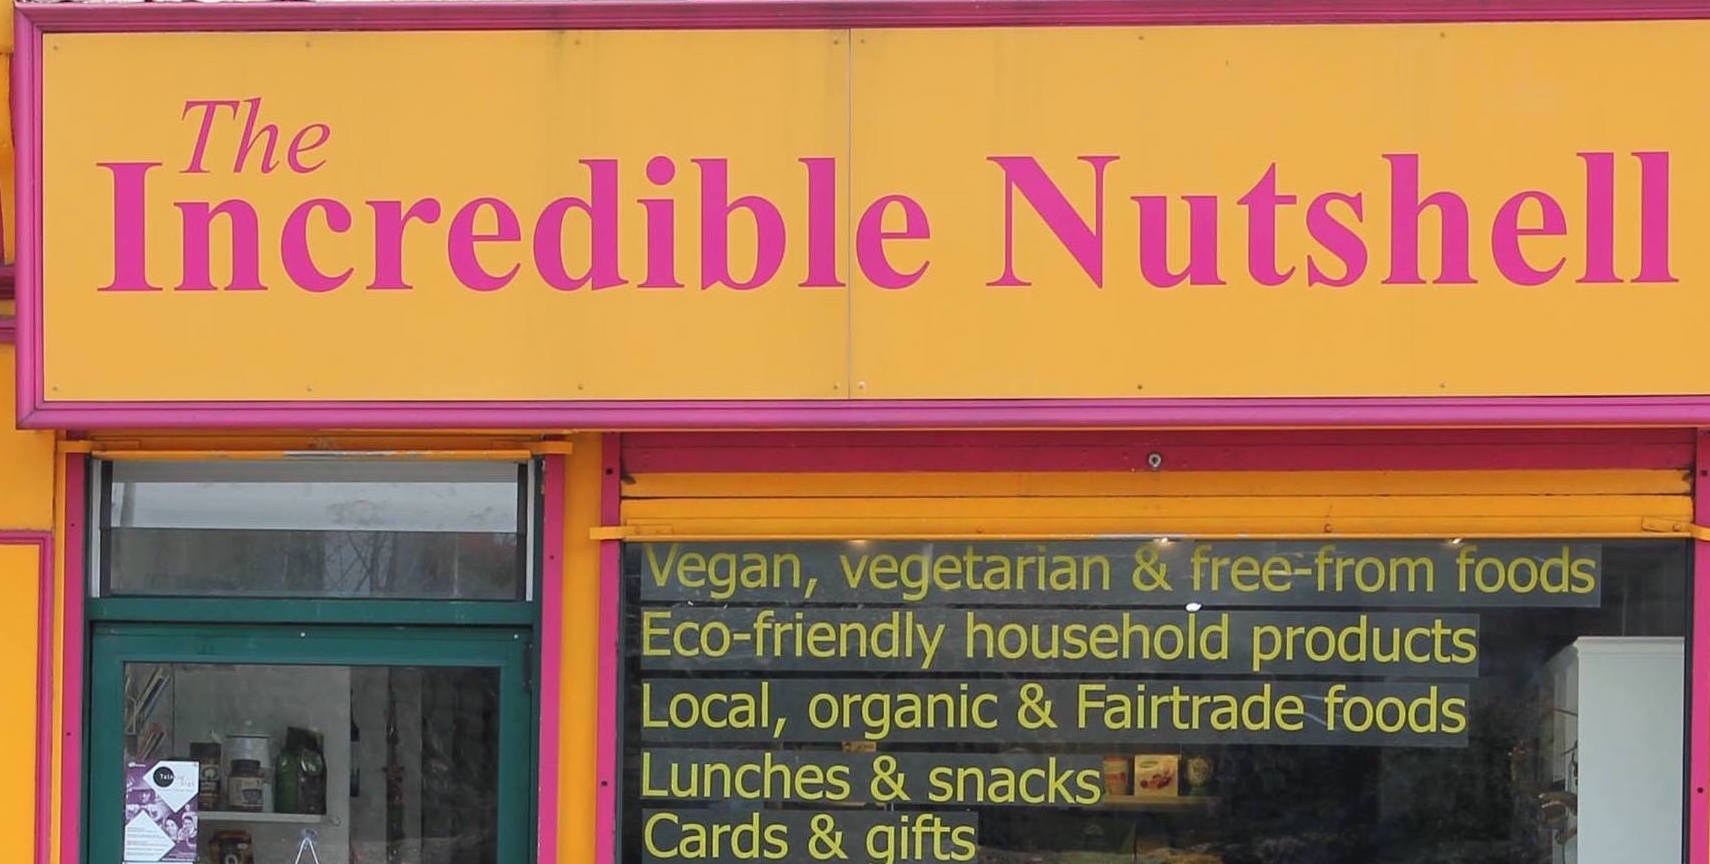 The
Incredible Nutshell
Vegan, vegetarian & free-from foods
Eco-friendly household products
Local, organic & Fairtrade foods
Lunches & snacks
Cards & gifts